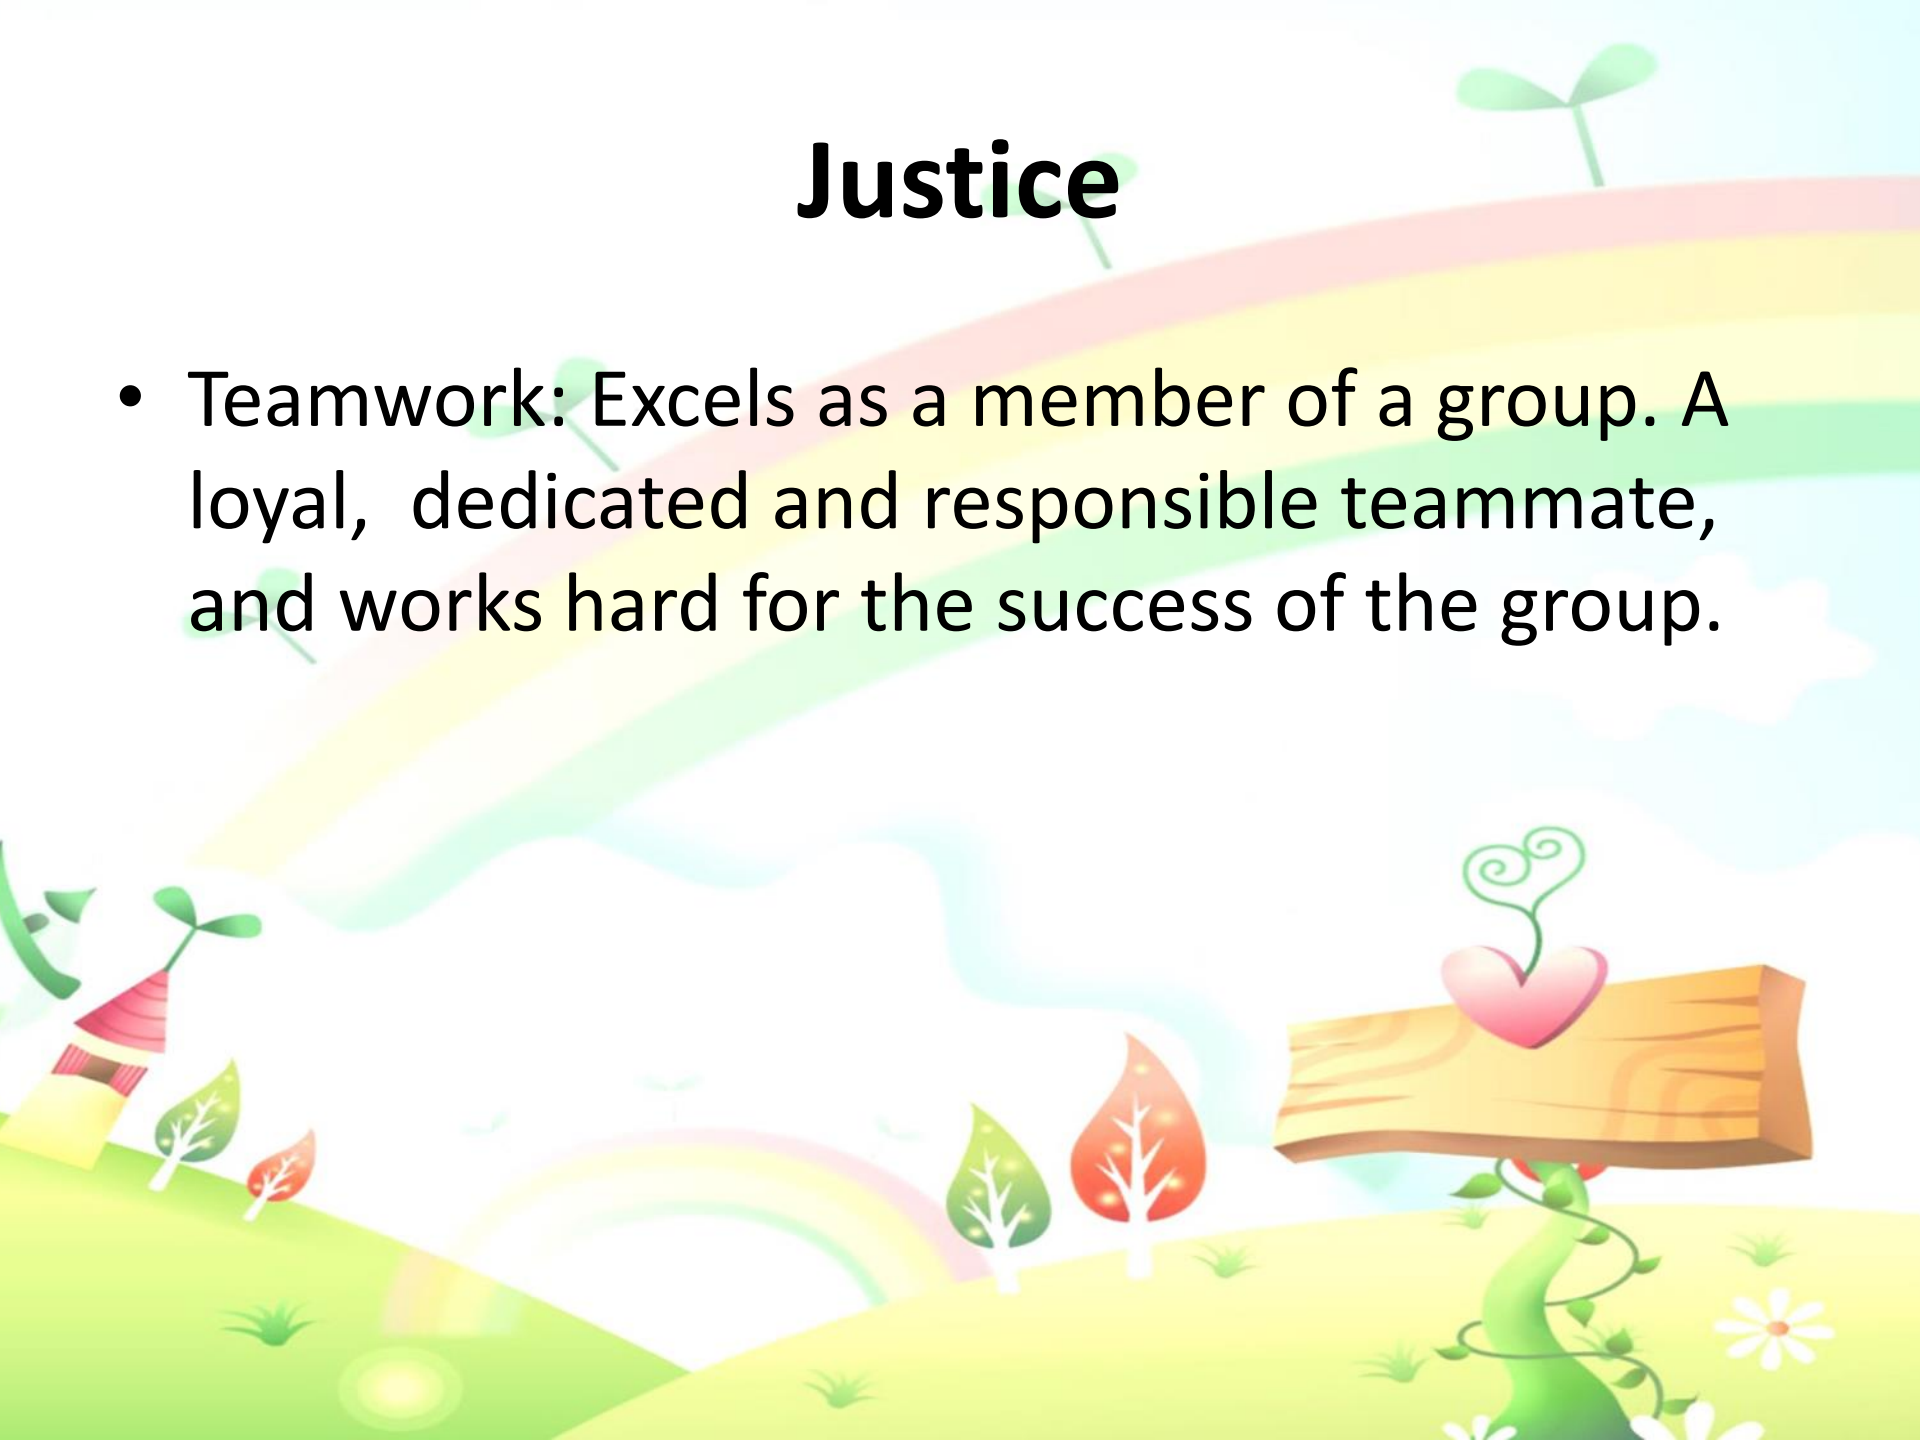 Justice
• Teamwork: Excels as a member of a group. A
loyal,  dedicated and responsible teammate,
and works hard for the success of the group.